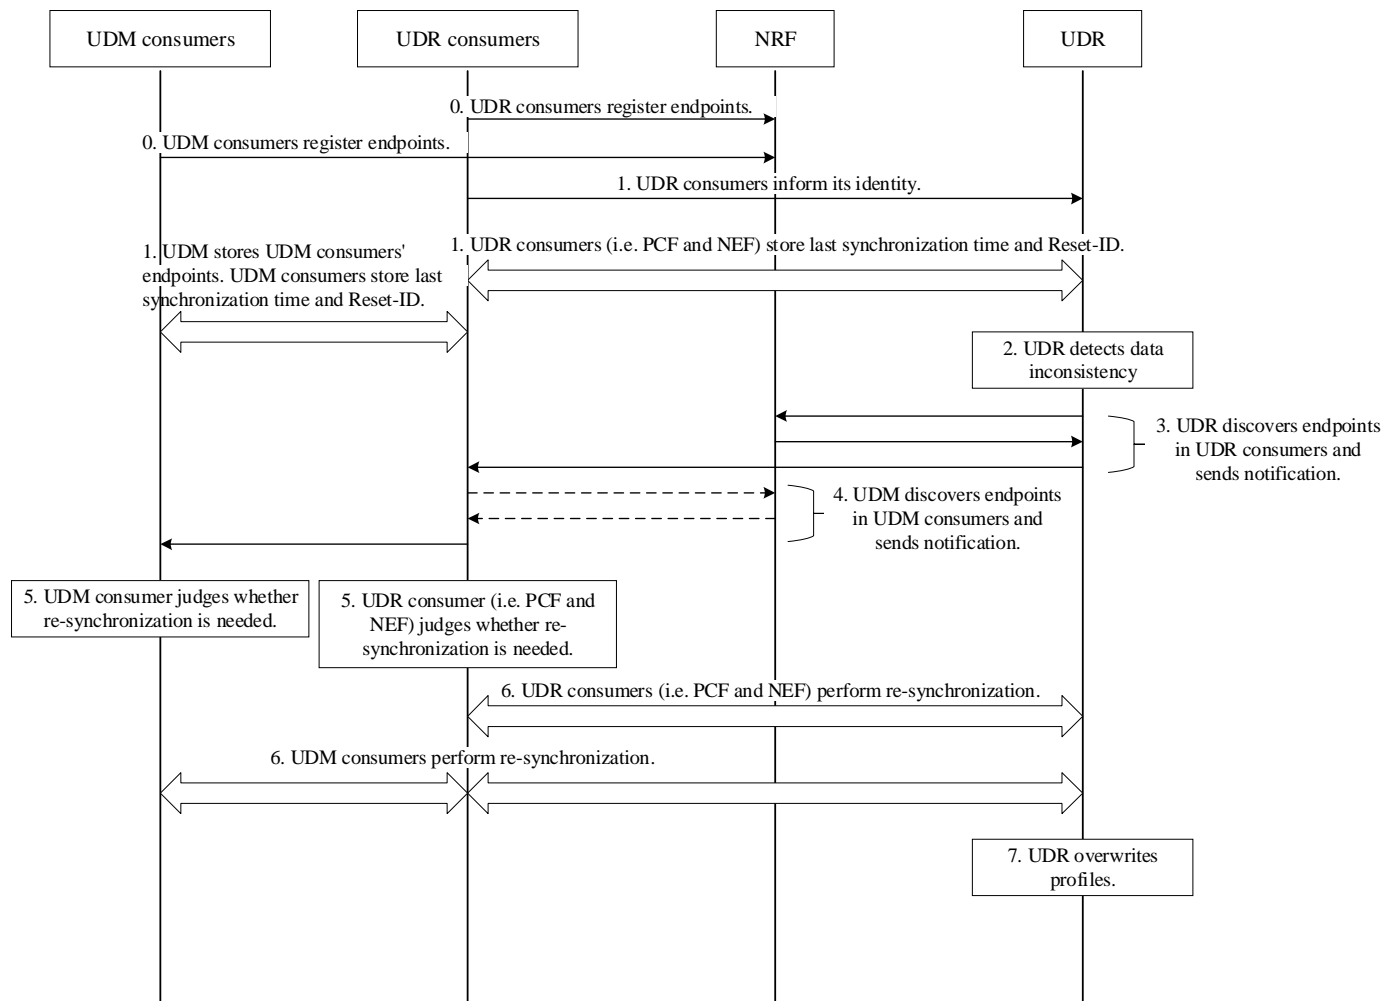 UDM consumers
UDR consumers
NRF
UDR
0. UDR consumers register endpoints.
0. UDM consumers register endpoints.
1. UDR consumers inform its identity.
1. UDM stores UDM consumers'
endpoints. UDM consumers store last
synchronization time and Reset-ID.
1. UDR consumers (i.e. PCF and NEF) store last synchronization time and Reset-ID.
2. UDR detects data
inconsistency
3. UDR discovers endpoints
in UDR consumers and
sends notification.
4. UDM discovers endpoints
in UDM consumers and
sends notification.
5. UDM consumer judges whether
re-synchronization is needed.
5. UDR consumer (i.e. PCF and
NEF) judges whether re-
synchronization is needed.
6. UDR consumers (i.e. PCF and NEF) perform re-synchronization.
6. UDM consumers perform re-synchronization.
7. UDR overwrites
profiles.